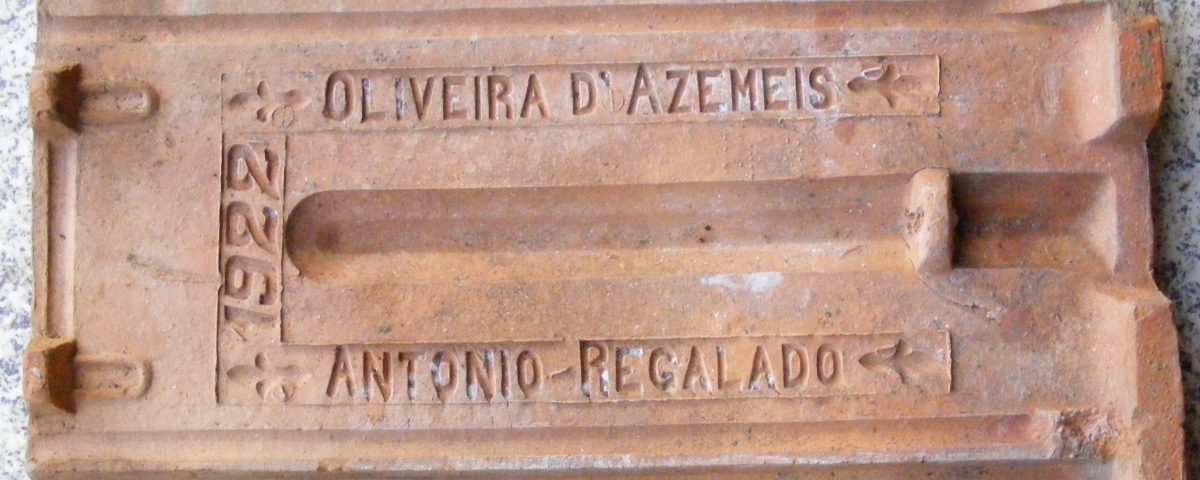 OLIVEIRA D'AZEMEIS
1922
ANTONIO-REGALADO